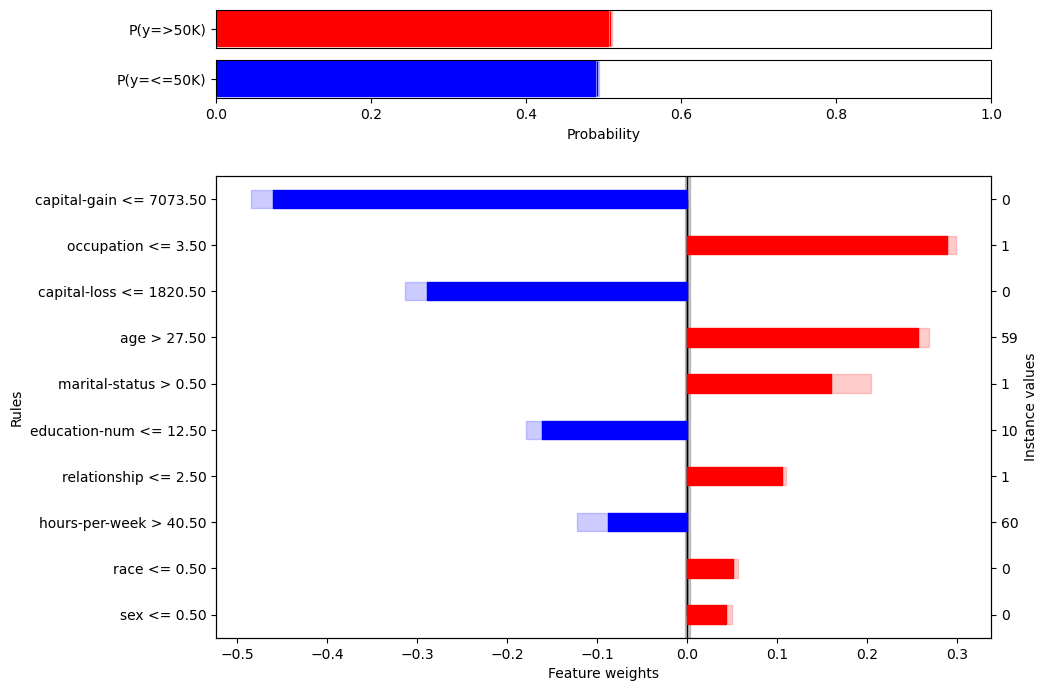 P(y=>50K)
P(y=<=50K)
0.0 0.2 0.4 0.6 0.8 1.0
Probability
capital-gain <= 7073.50 0
occupation <= 3.50 1
capital-loss <= 1820.50 0
age > 27.50 59
marital-status > 0.50 1
education-num <= 12.50 10
relationship <= 2.50 1
hours-per-week > 40.50 60
race <= 0.50 0
sex <= 0.50 0
Rules
Instance values
−0.5 −0.4 −0.3 −0.2 −0.1 0.0 0.1 0.2 0.3
Feature weights